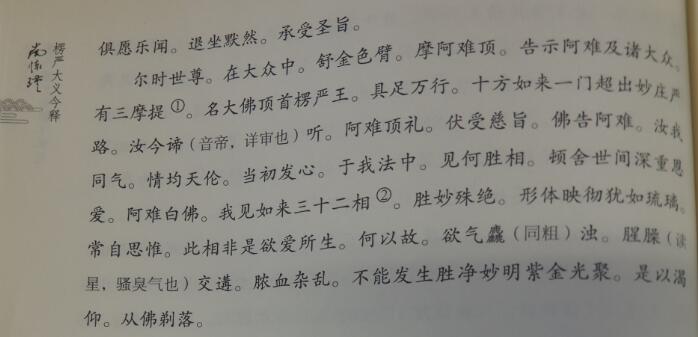 楞严大义今释
南怀瑾
俱愿乐闻。退坐默然。承受圣旨。
尔时世尊。在大众中。舒金色臂。摩阿难顶。告示阿难及诸大众。
有三摩提①。名大佛顶首楞严王。具足万行。十方如来一门超出妙庄严
路。汝今谛（音帝，详审也）听。阿难顶礼。伏受慈旨。佛告阿难。汝我
同气。情均天伦。当初发心。于我法中。见何胜相。顿舍世间深重恩
爱。阿难白佛。我见如来三十二相②。胜妙殊绝。形体映彻犹如琉璃。
常自思惟。此相非是欲爱所生。何以故。欲气麤（同粗）浊。腥臊（读
星，骚臭气也）交遘。脓血杂乱。不能发生胜净妙明紫金光聚。是以渴
仰。从佛剃落。